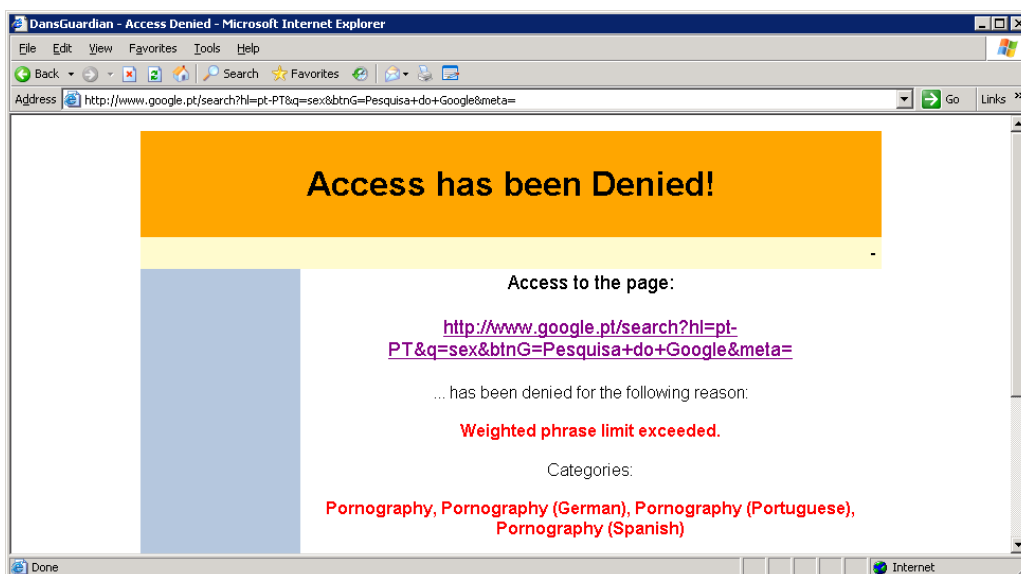 DansGuardian - Access Denied - Microsoft Internet Explorer
File Edit View Favorites Tools Help
Back Search Favorites
Address http://www.google.pt/search?hl=pt-PT&q=sex&btnG=Pesquisa+do+Google&meta= Go Links »
Access has been Denied!
-
Access to the page:
http://www.google.pt/search?hl=pt-
PT&q=sex&btnG=Pesquisa+do+Google&meta=
... has been denied for the following reason:
Weighted phrase limit exceeded.
Categories:
Pornography, Pornography (German), Pornography (Portuguese),
Pornography (Spanish)
Done Internet